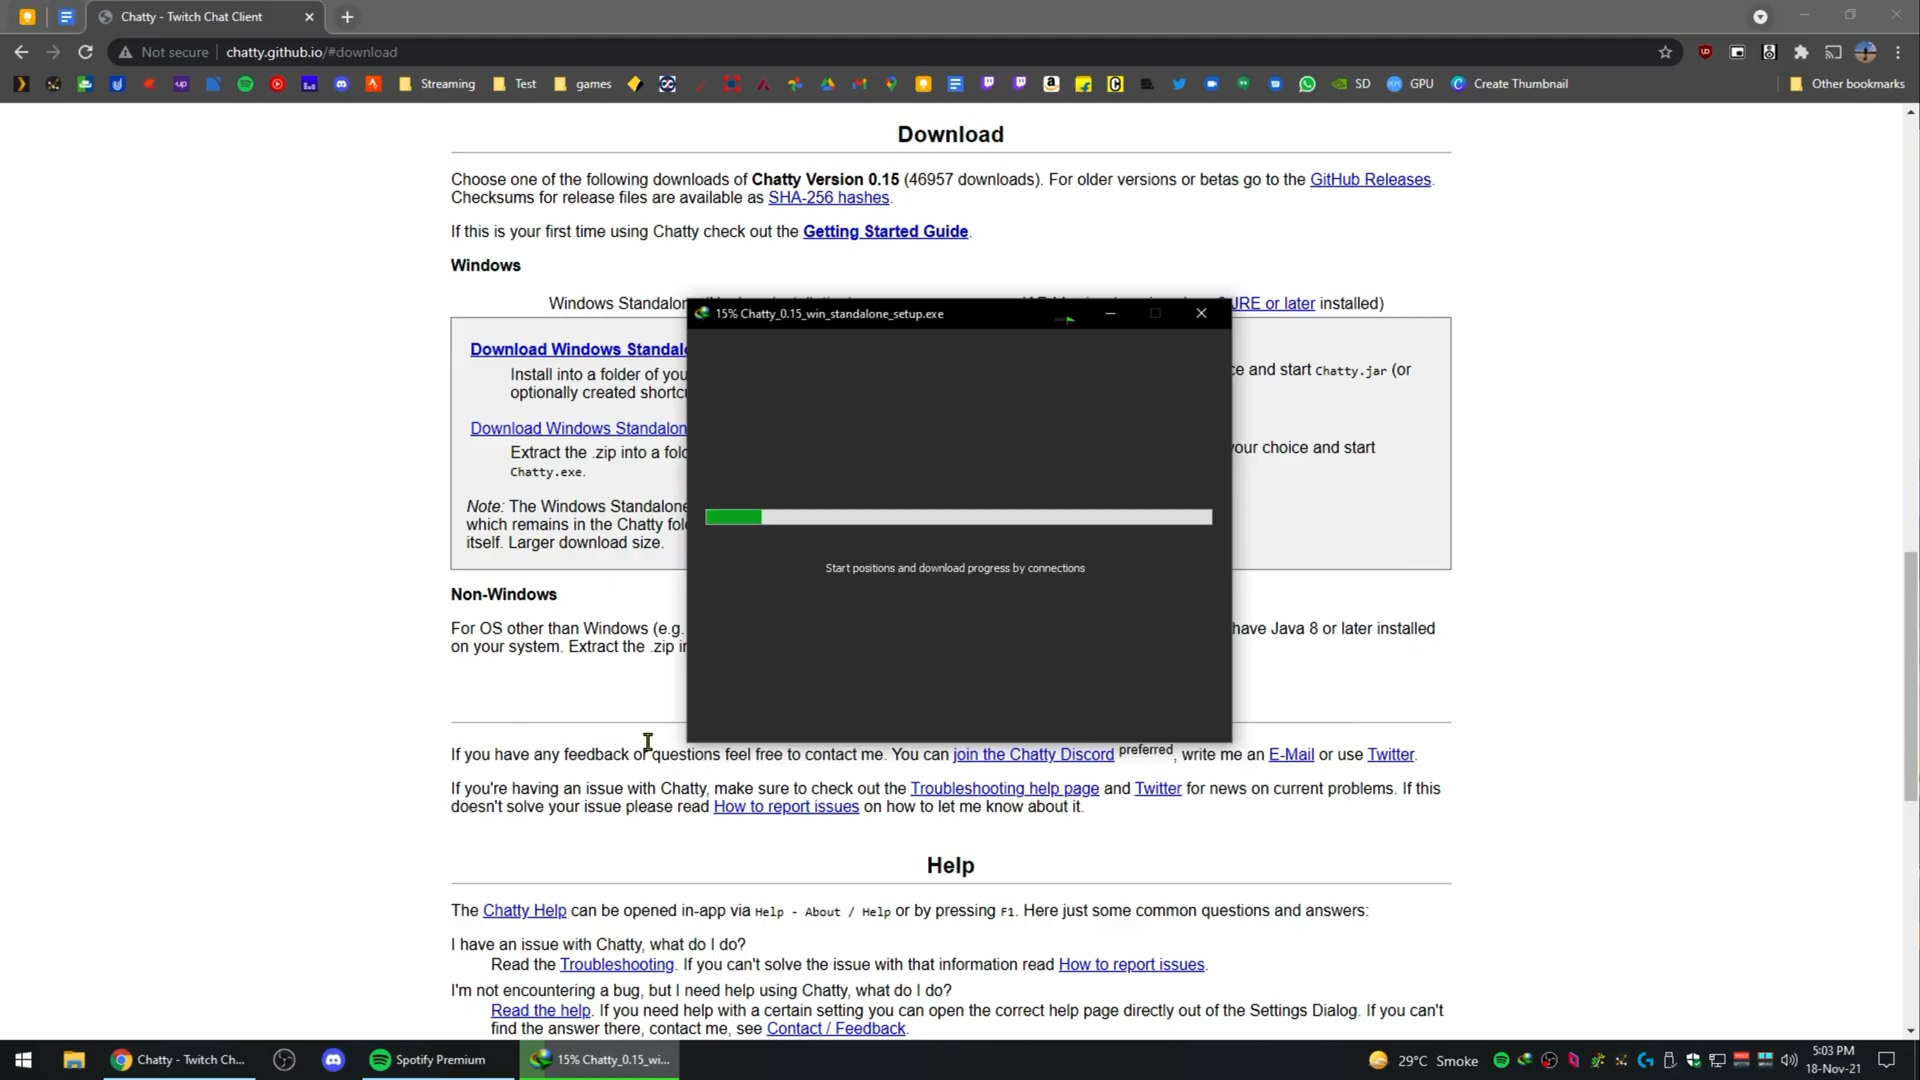 Chatty - Twitch Chat Client
Not secure
chatty.github.io/#download
Streaming
Test
games
SD
GPU
Create Thumbnail
Other bookmarks
Download
Choose one of the following downloads of Chatty Version 0.15 (46957 downloads). For older versions or betas go to the GitHub Releases.
Checksums for release files are available as SHA-256 hashes.
If this is your first time using Chatty check out the Getting Started Guide.
Windows
Windows Standalon
JRE or later installed)
15% Chatty_0.15_win_standalone_setup.exe
Download Windows Standalo
Install into a folder of you
optionally created shortcu
ce and start Chatty.jar (or
Download Windows Standalon
Extract the .zip into a fold
Chatty.exe.
your choice and start
Note: The Windows Standalone
which remains in the Chatty fol
itself. Larger download size.
Start positions and download progress by connections
Non-Windows
For OS other than Windows (e.g.
have Java 8 or later installed
on your system. Extract the .zip in
If you have any feedback or questions feel free to contact me. You can join the Chatty Discord preferred, write me an E-Mail or use Twitter.
If you're having an issue with Chatty, make sure to check out the Troubleshooting help page and Twitter for news on current problems. If this
doesn't solve your issue please read How to report issues on how to let me know about it.
Help
The Chatty Help can be opened in-app via Help - About / Help or by pressing F1. Here just some common questions and answers:
I have an issue with Chatty, what do I do?
Read the Troubleshooting. If you can't solve the issue with that information read How to report issues.
I'm not encountering a bug, but I need help using Chatty, what do I do?
Read the help. If you need help with a certain setting you can open the correct help page directly out of the Settings Dialog. If you can't
find the answer there, contact me, see Contact / Feedback.
Chatty - Twitch Ch...
Spotify Premium
15% Chatty_0.15_wi...
29°C Smoke
5:03 PM
18-Nov-21